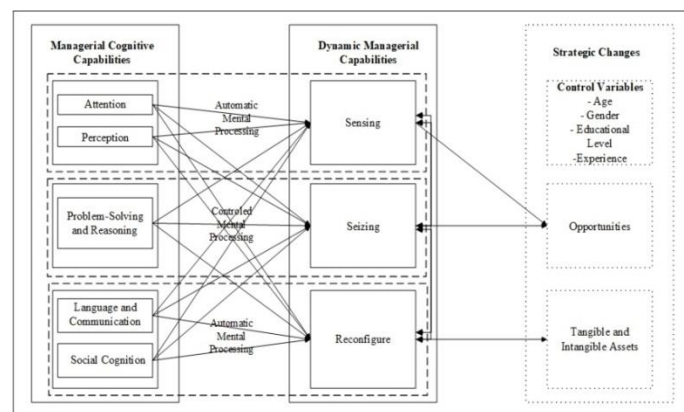 Managerial Cognitive
Capabilities
Attention
Perception
Problem-Solving
and Reasoning
Language and
Communication
Social Cognition
Automatic
Mental
Processing
Controled
Mental
Processing
Automatic
Mental
Processing
Dynamic Managerial
Capabilities
Sensing
Seizing
Reconfigure
Strategic Changes
Control Variables
- Age
- Gender
- Educational
Level
-Experience
Opportunities
Tangible and
Intangible Assets